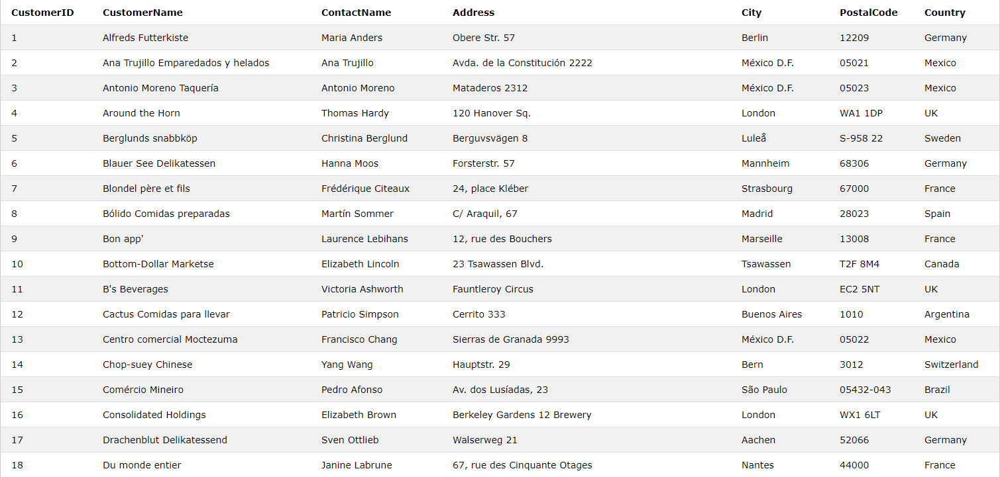 CustomerID CustomerName ContactName Address City PostalCode Country
1 Alfreds Futterkiste Maria Anders Obere Str. 57 Berlin 12209 Germany
2 Ana Trujillo Emparedados y helados Ana Trujillo Avda. de la Constitución 2222 México D.F. 05021 Mexico
3 Antonio Moreno Taquería Antonio Moreno Mataderos 2312 México D.F. 05023 Mexico
4 Around the Horn Thomas Hardy 120 Hanover Sq. London WA1 1DP UK
5 Berglunds snabbköp Christina Berglund Berguvsvägen 8 Luleå S-958 22 Sweden
6 Blauer See Delikatessen Hanna Moos Forsterstr. 57 Mannheim 68306 Germany
7 Blondel père et fils Frédérique Citeaux 24, place Kléber Strasbourg 67000 France
8 Bólido Comidas preparadas Martín Sommer C/ Araquil, 67 Madrid 28023 Spain
9 Bon app' Laurence Lebihans 12, rue des Bouchers Marseille 13008 France
10 Bottom-Dollar Marketse Elizabeth Lincoln 23 Tsawassen Blvd. Tsawassen T2F 8M4 Canada
11 B's Beverages Victoria Ashworth Fauntleroy Circus London EC2 5NT UK
12 Cactus Comidas para llevar Patricio Simpson Cerrito 333 Buenos Aires 1010 Argentina
13 Centro comercial Moctezuma Francisco Chang Sierras de Granada 9993 México D.F. 05022 Mexico
14 Chop-suey Chinese Yang Wang Hauptstr. 29 Bern 3012 Switzerland
15 Comércio Mineiro Pedro Afonso Av. dos Lusíadas, 23 São Paulo 05432-043 Brazil
16 Consolidated Holdings Elizabeth Brown Berkeley Gardens 12 Brewery London WX1 6LT UK
17 Drachenblut Delikatessend Sven Ottlieb Walserweg 21 Aachen 52066 Germany
18 Du monde entier Janine Labrune 67, rue des Cinquante Otages Nantes 44000 France